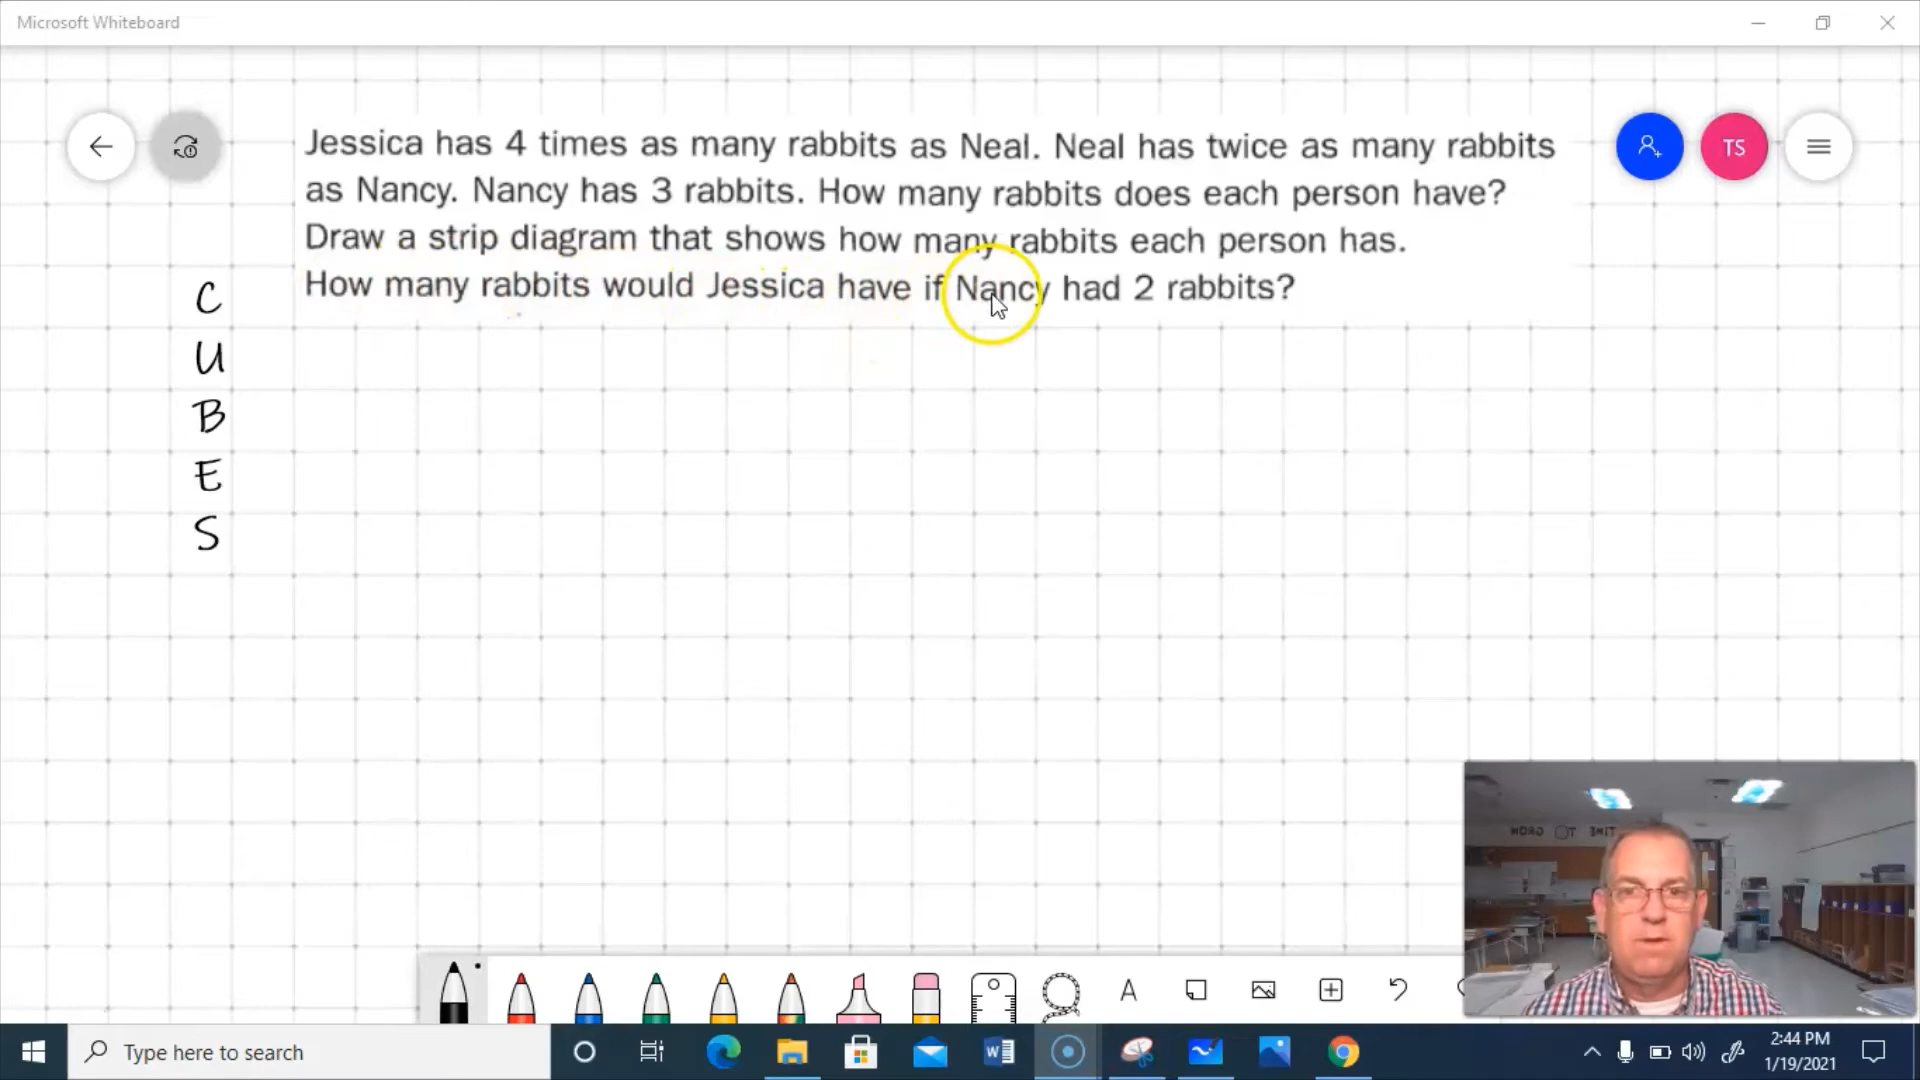 Microsoft Whiteboard
Jessica has 4 times as many rabbits as Neal. Neal has twice as many rabbits
as Nancy. Nancy has 3 rabbits. How many rabbits does each person have?
Draw a strip diagram that shows how many rabbits each person has.
How many rabbits would Jessica have if Nancy had 2 rabbits?
TS
C
U
B
E
S
TIME TO GROW
A
Type here to search
2:44 PM
1/19/2021